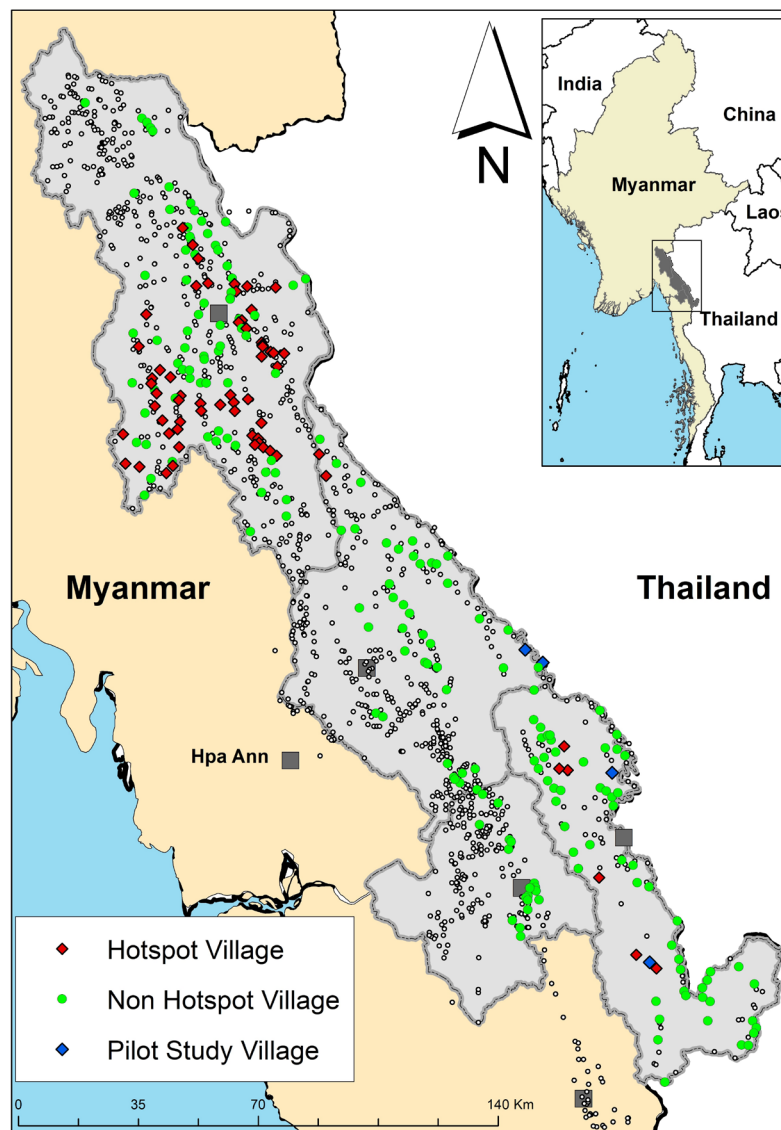 India
China
Myanmar
Laos
Thailand
N
Myanmar
Thailand
Hpa Ann
Hotspot Village
Non Hotspot Village
Pilot Study Village
0 35 70 140 Km